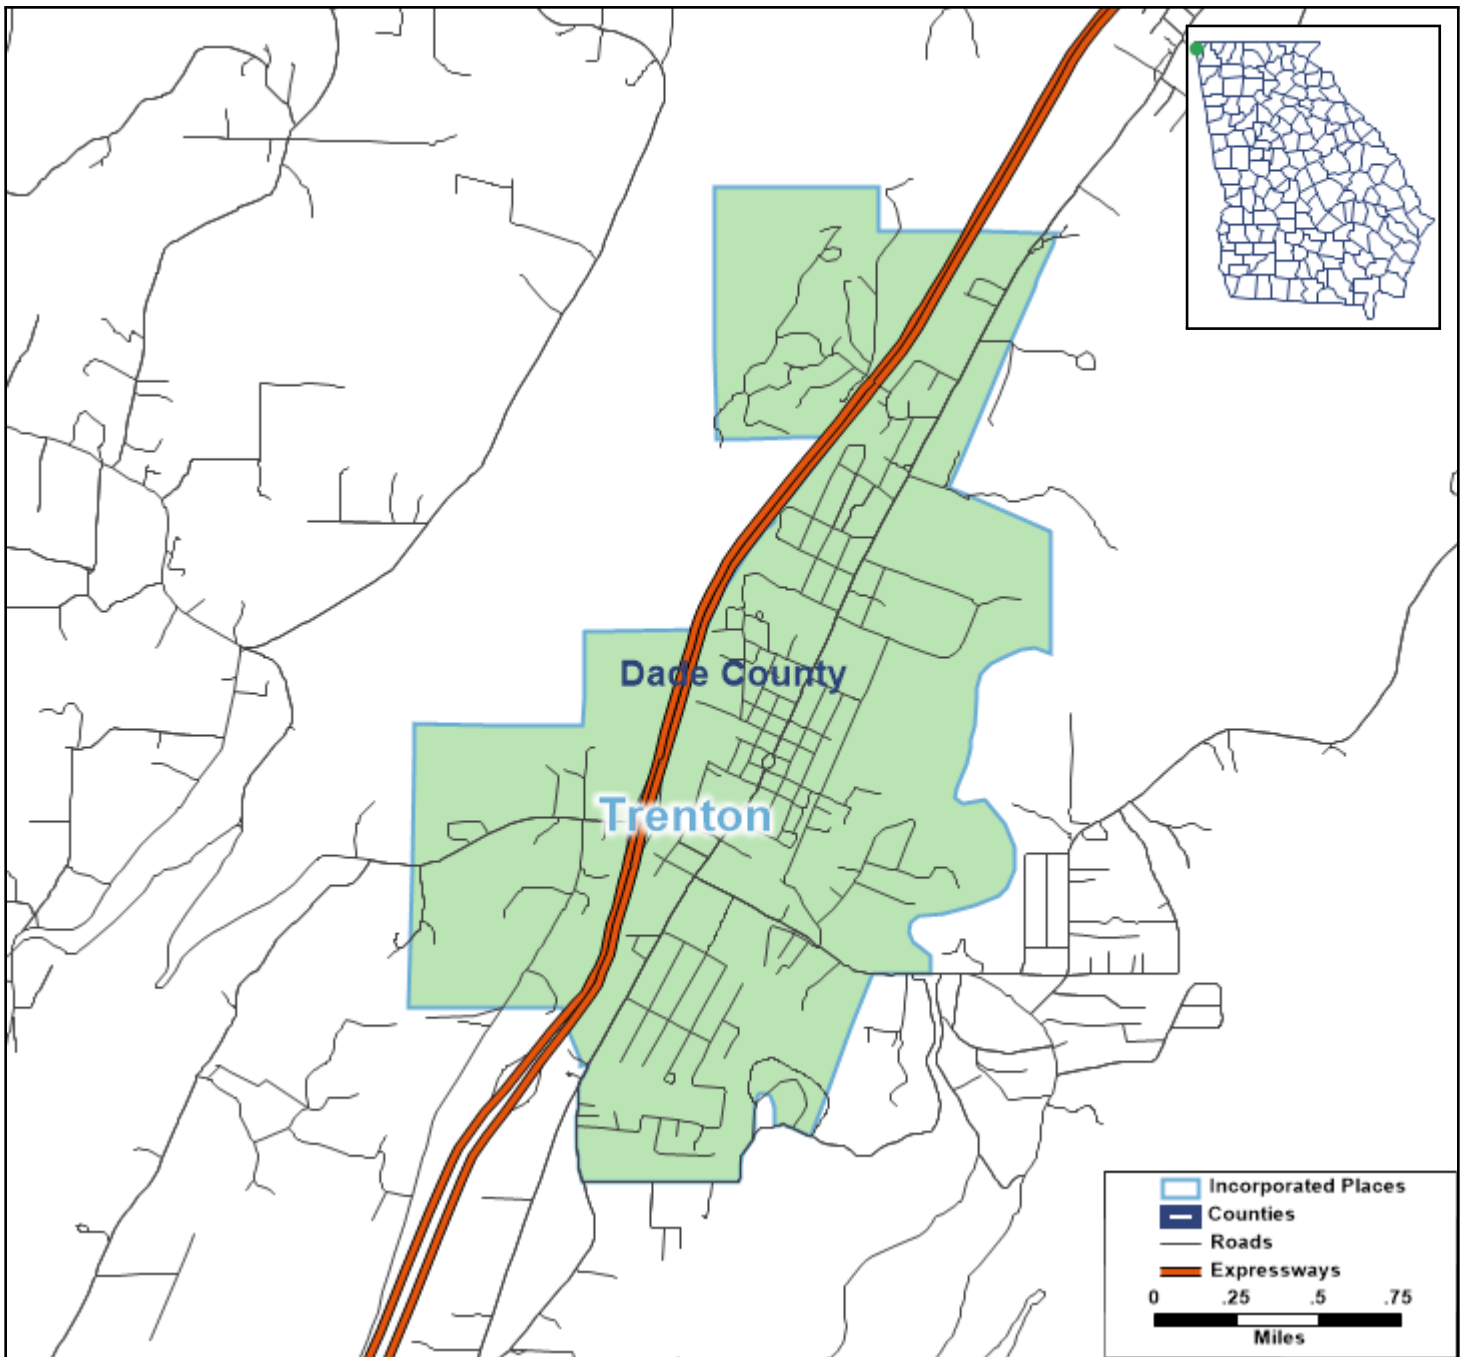 Dade County
Trenton
Incorporated Places
Counties
Roads
Expressways
0 .25 .5 .75
Miles